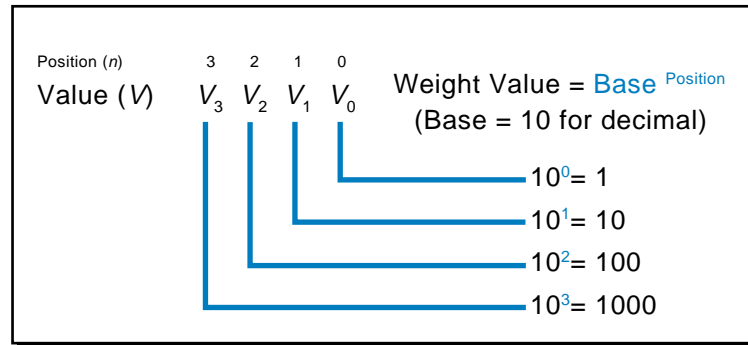 Position (n) 3 2 1 0
Value (V) V3 V2 V1 V0
Weight Value = Base Position
(Base = 10 for decimal)
10⁰= 1
10¹= 10
10²= 100
10³= 1000